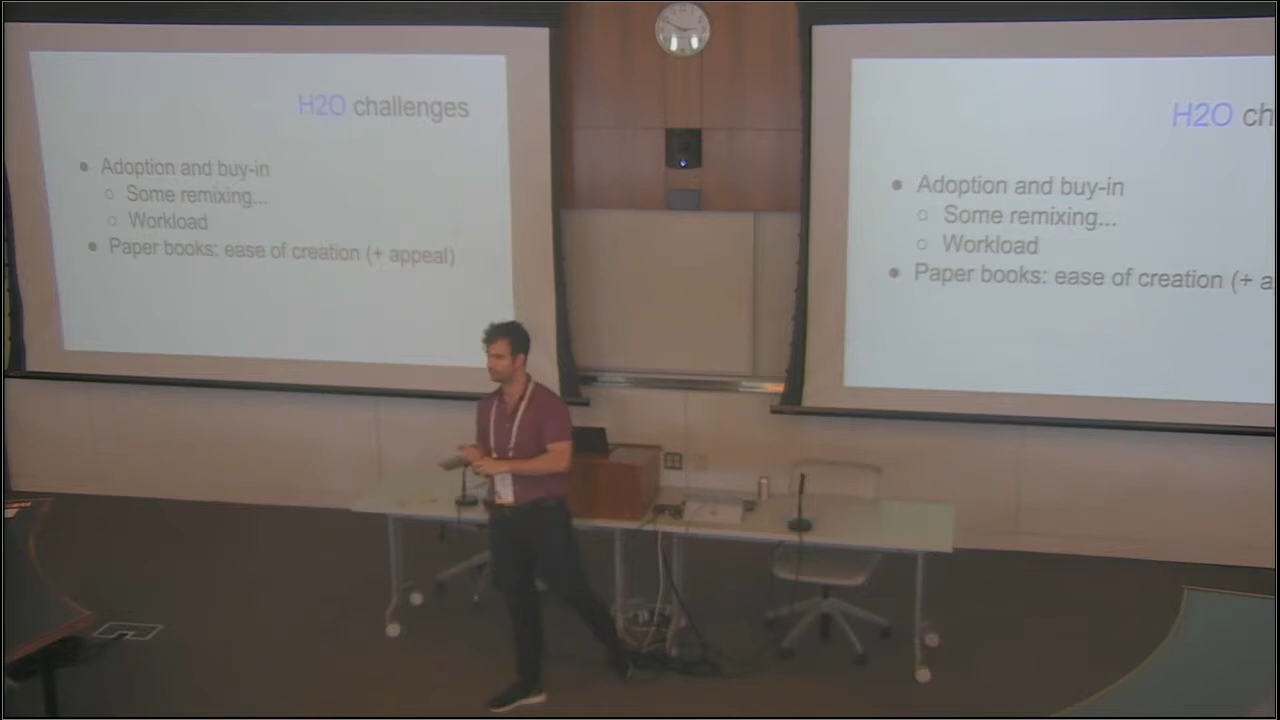 H2O challenges
Adoption and buy-in
Some remixing...
Workload
Paper books: ease of creation (+ appeal)
H2O ch
Adoption and buy-in
Some remixing...
Workload
Paper books: ease of creation (+ a